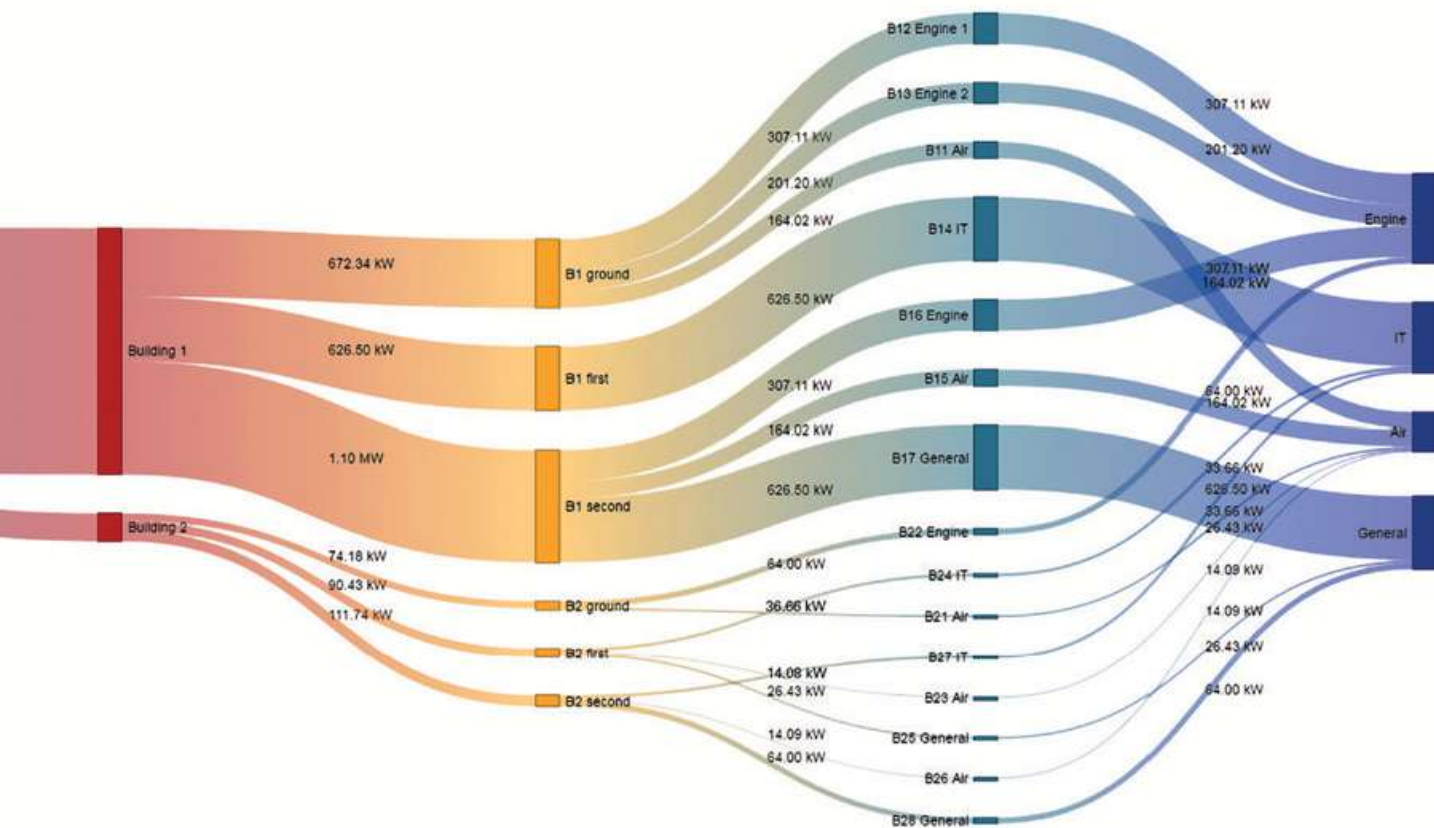 B12 Engine 1
B13 Engine 2
307.11 kW
307.11 kW
201.20 kW
B11 Air
201.20 kW
164.02 kW
Engine
672.34 kW
B1 ground
B14 IT
307.11 kW
164.02 kW
626.50 kW
B16 Engine
IT
Building 1
626.50 kW
B1 first
307.11 kW
B15 Air
64.00 kW
164.02 kW
164.02 kW
Air
1.10 MW
B17 General
33.66 kW
626.50 kW
626.50 kW
B1 second
33.66 kW
26.43 kW
Building 2
B22 Engine
General
74.18 kW
64.00 kW
B24 IT
14.09 kW
90.43 kW
B2 ground
36.66 kW
B21 Air
14.09 kW
111.74 kW
B2 first
B27 IT
26.43 kW
14.08 kW
26.43 kW
B23 Air
64.00 kW
B2 second
14.09 kW
B25 General
64.00 kW
B26 Air
B28 General